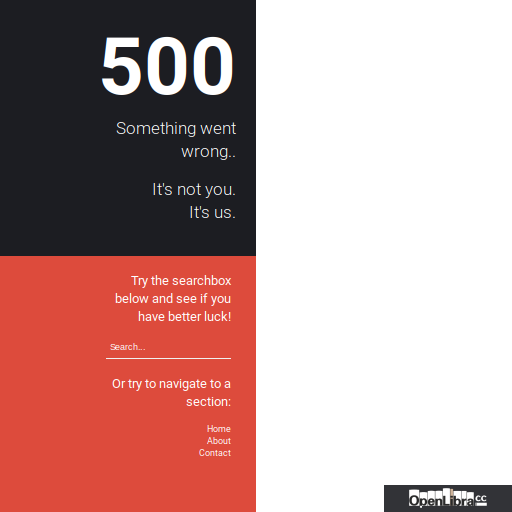 500
Something went
wrong..
It's not you.
It's us.
Try the searchbox
below and see if you
have better luck!
Search...
Or try to navigate to a
section:
Home
About
Contact
OpenLibra.cc